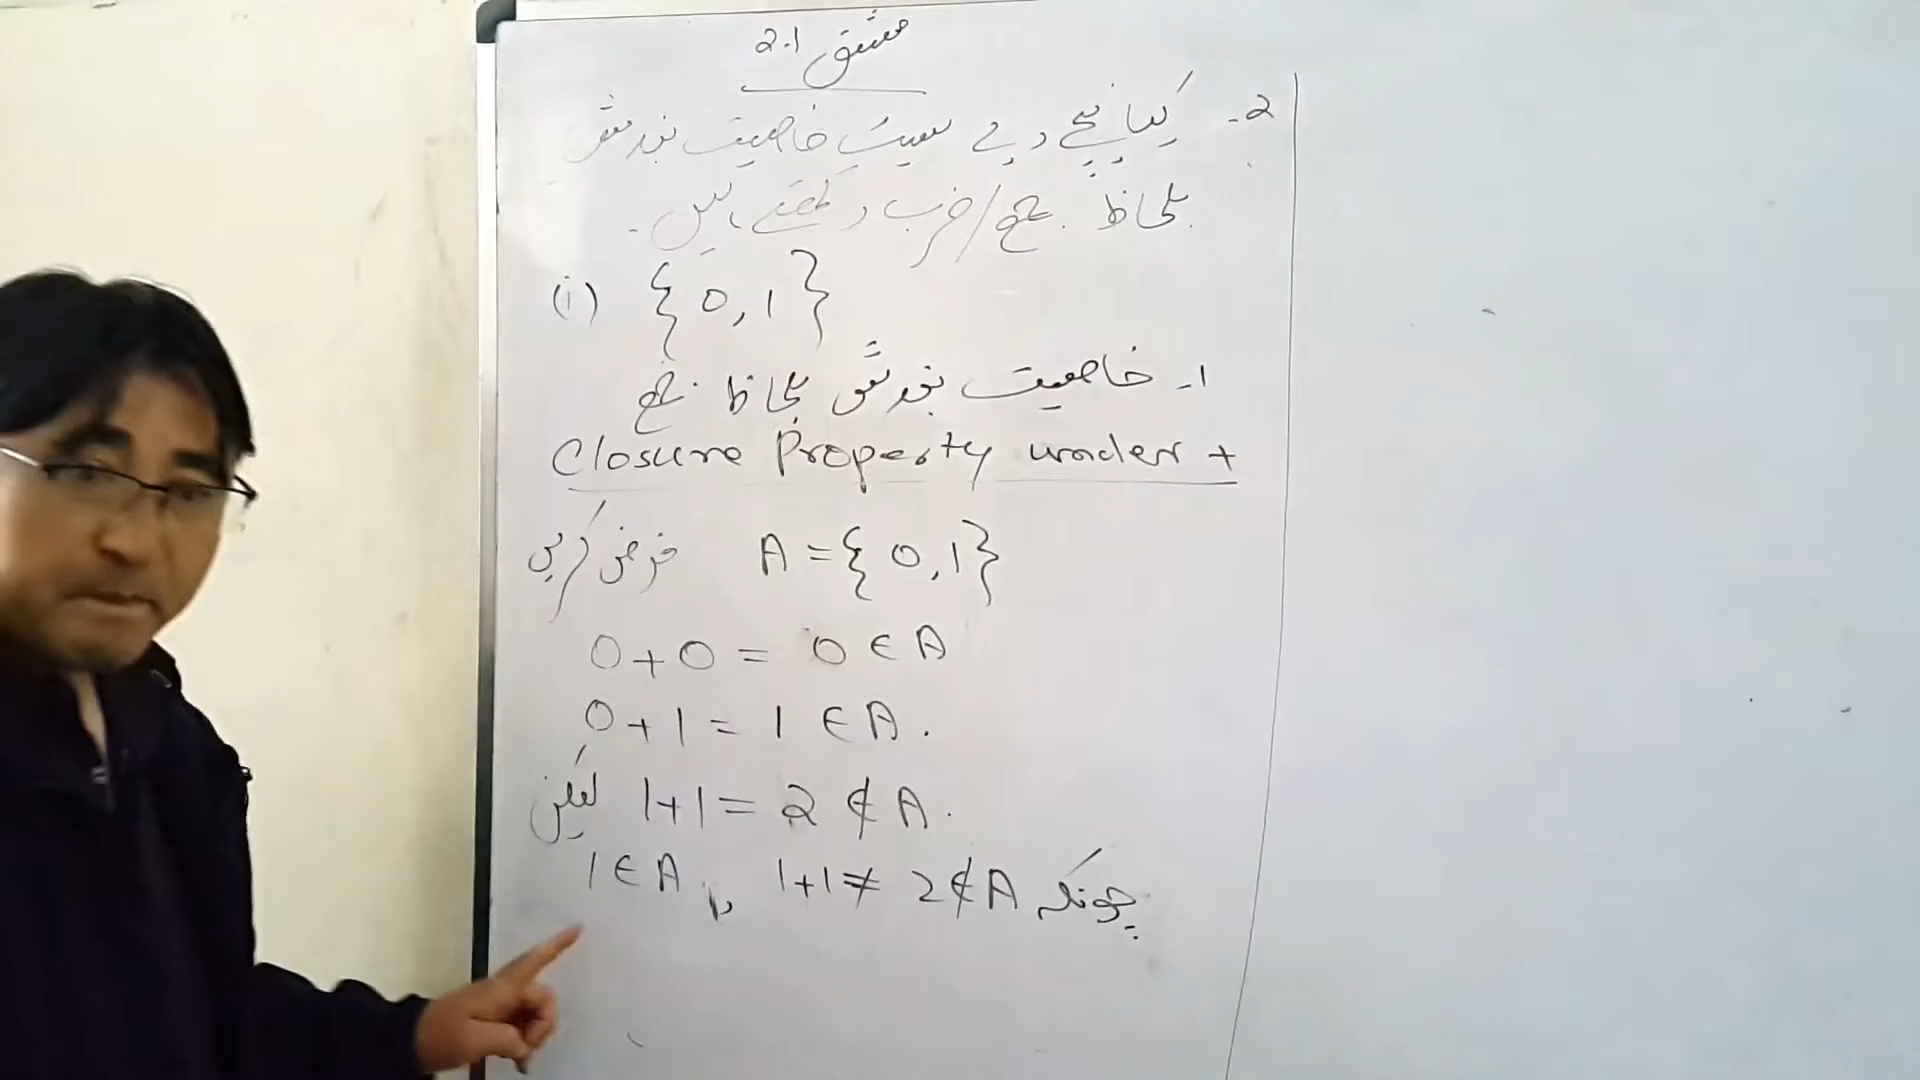 مشق 2.1
2- کیا نیچے دیے سیٹ خاصیت بندش
بلحاظ جمع/ضرب رکھتے ہیں۔
(i) {0,1}
1- خاصیت بندش بلحاظ جمع
Closure Property under +
فرض کریں A={0,1}
0+0=0∈A
0+1=1∈A.
لیکن 1+1=2∉A.
چونکہ 1∈A , 1+1≠2∉A